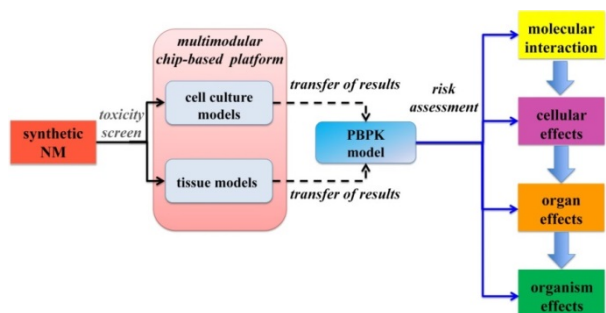 multimodular
chip-based platform
synthetic
NM
toxicity
screen
cell culture
models
tissue models
transfer of results
transfer of results
PBPK
model
risk
assessment
molecular
interaction
cellular
effects
organ
effects
organism
effects